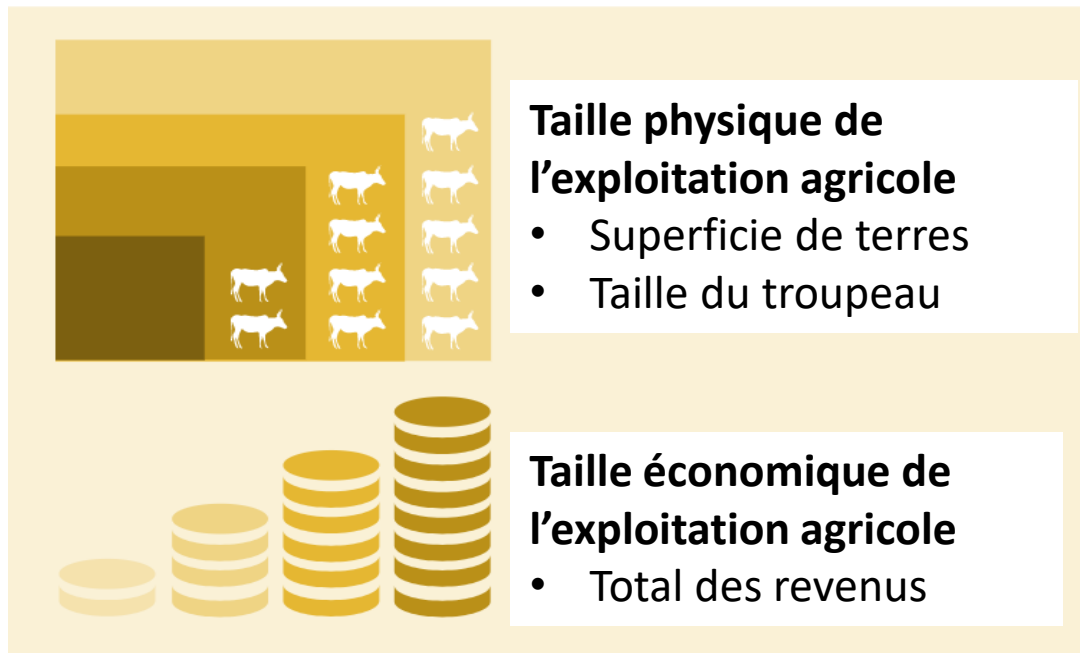 Taille physique de
l’exploitation agricole
• Superficie de terres
• Taille du troupeau
Taille économique de
l’exploitation agricole
• Total des revenus